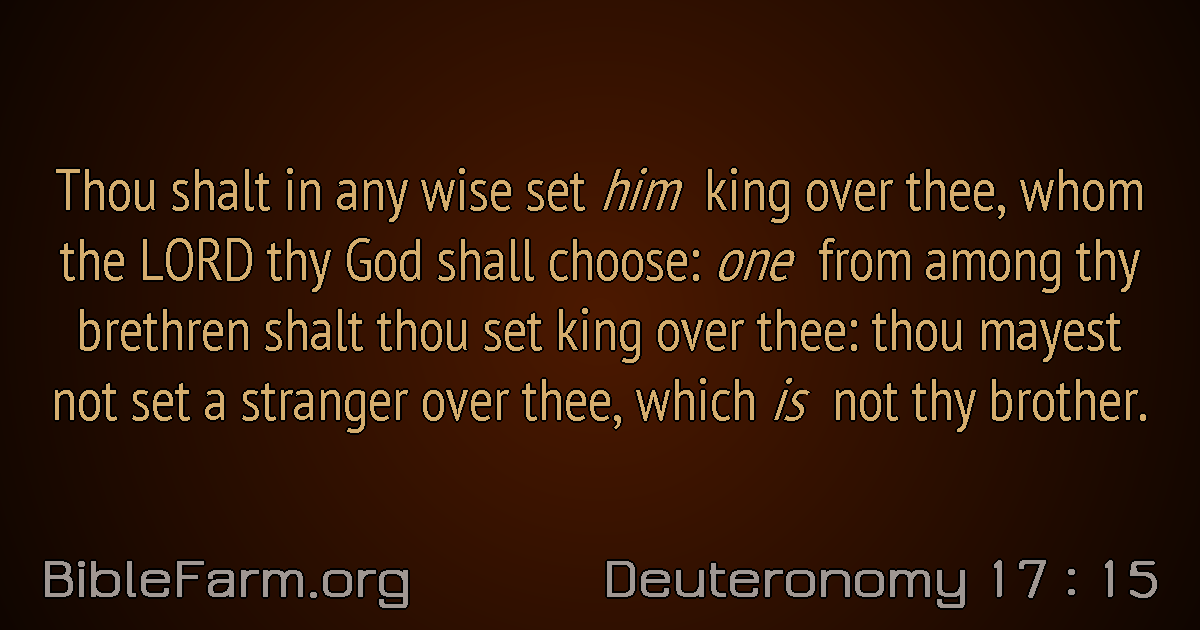 Thou shalt in any wise set him king over thee, whom
the LORD thy God shall choose: one from among thy
brethren shalt thou set king over thee: thou mayest
not set a stranger over thee, which is not thy brother.
BibleFarm.org
Deuteronomy 17 : 15